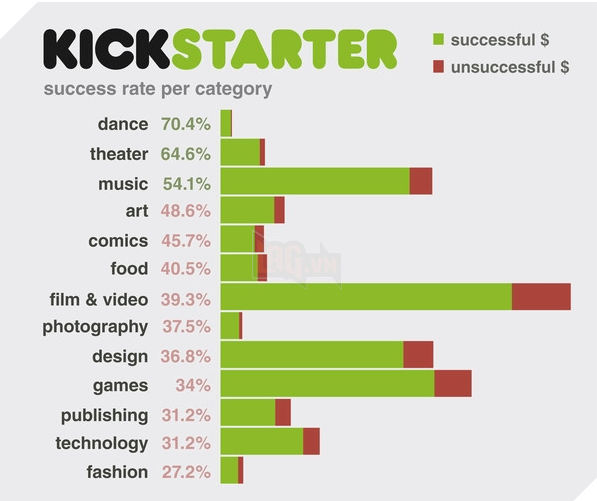 KICKSTARTER
success rate per category
successful $
unsuccessful $
dance 70.4%
theater 64.6%
music 54.1%
art 48.6%
comics 45.7%
food 40.5%
film & video 39.3%
photography 37.5%
design 36.8%
games 34%
publishing 31.2%
technology 31.2%
fashion 27.2%